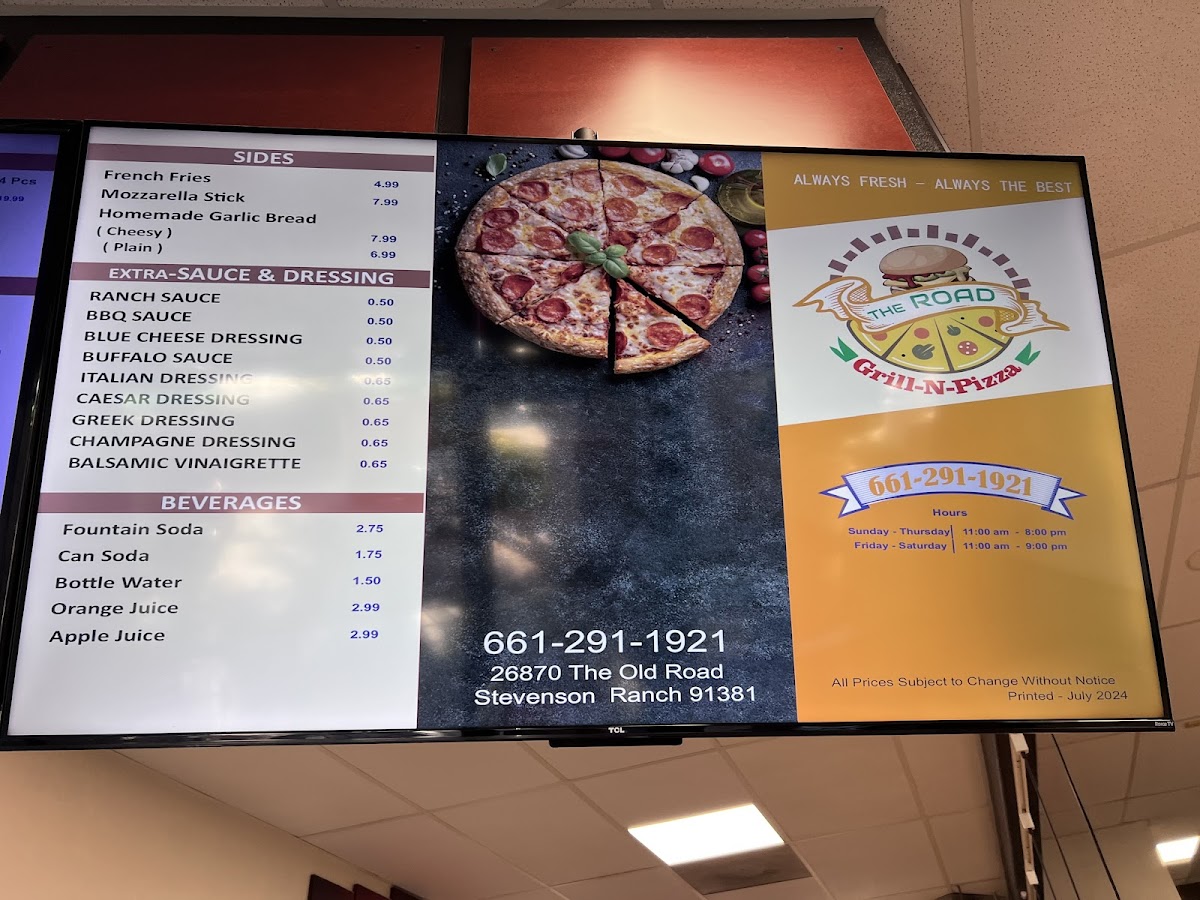 4 Pcs
19.99
SIDES
French Fries 4.99
Mozzarella Stick 7.99
Homemade Garlic Bread
( Cheesy ) 7.99
( Plain ) 6.99
EXTRA-SAUCE & DRESSING
RANCH SAUCE 0.50
BBQ SAUCE 0.50
BLUE CHEESE DRESSING 0.50
BUFFALO SAUCE 0.50
ITALIAN DRESSING 0.65
CAESAR DRESSING 0.65
GREEK DRESSING 0.65
CHAMPAGNE DRESSING 0.65
BALSAMIC VINAIGRETTE 0.65
BEVERAGES
Fountain Soda 2.75
Can Soda 1.75
Bottle Water 1.50
Orange Juice 2.99
Apple Juice 2.99
661-291-1921
26870 The Old Road
Stevenson Ranch 91381
ALWAYS FRESH – ALWAYS THE BEST
THE ROAD
Grill-N-Pizza
661-291-1921
Hours
Sunday - Thursday 11:00 am - 8:00 pm
Friday - Saturday 11:00 am - 9:00 pm
All Prices Subject to Change Without Notice
Printed - July 2024
TCL
Roku TV